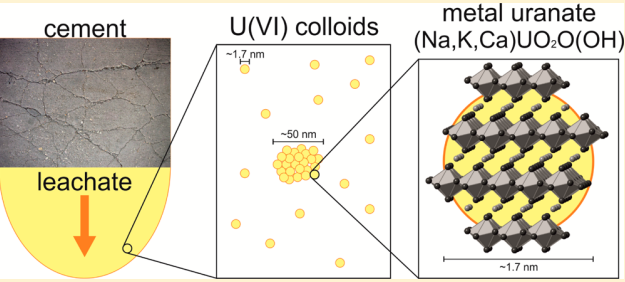 cement
leachate
U(VI) colloids
~1.7 nm
~50 nm
metal uranate
(Na,K,Ca)UO₂O(OH)
~1.7 nm